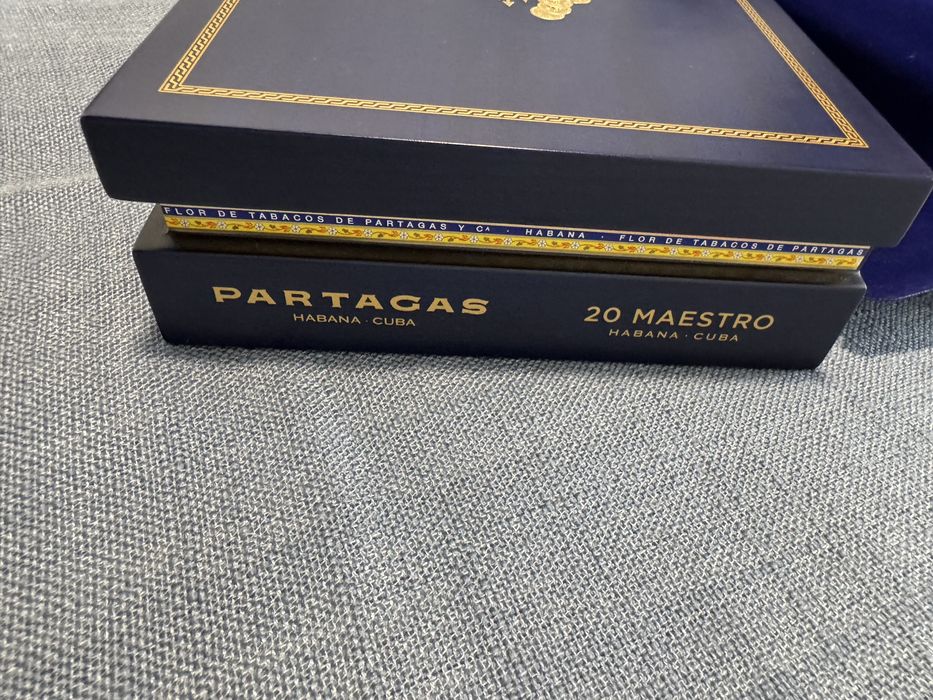 FLOR DE TABACOS DE PARTAGAS Y Cª · HABANA · FLOR DE TABACOS DE PARTAGAS
PARTAGAS
HABANA · CUBA
20 MAESTRO
HABANA · CUBA